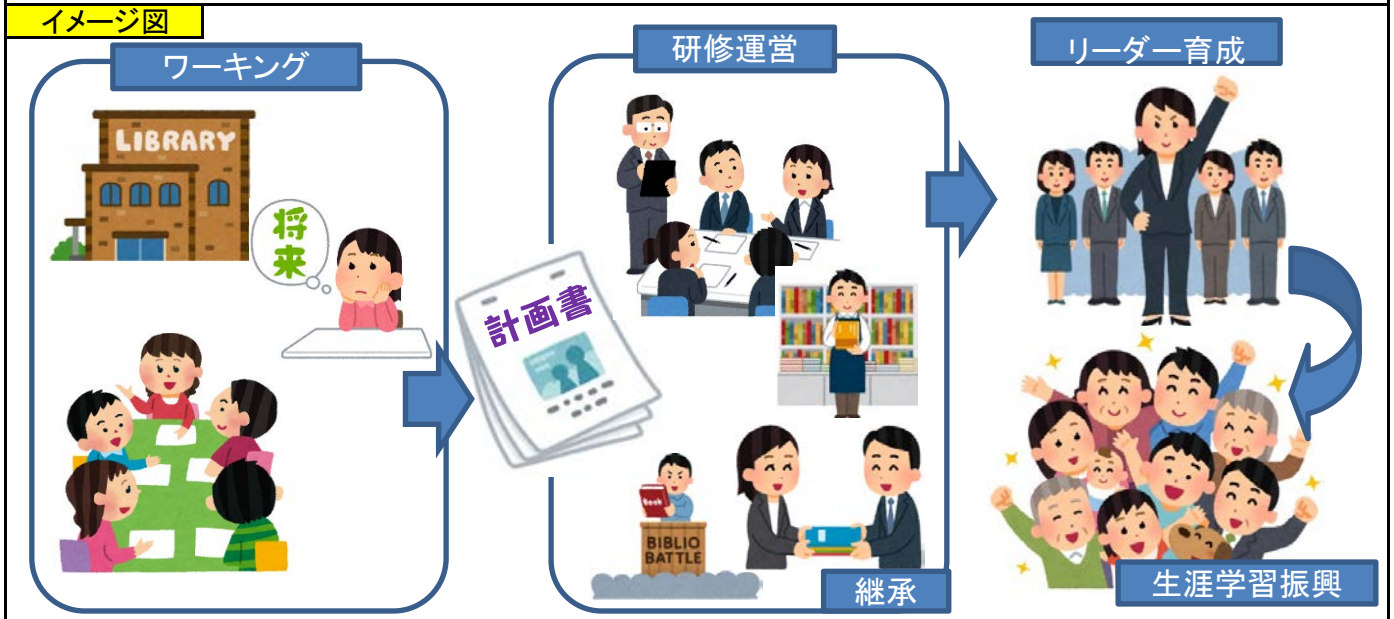 イメージ図
ワーキング
LIBRARY
将来
計画書
研修運営
Book
BIBLIO
BATTLE
継承
リーダー育成
生涯学習振興